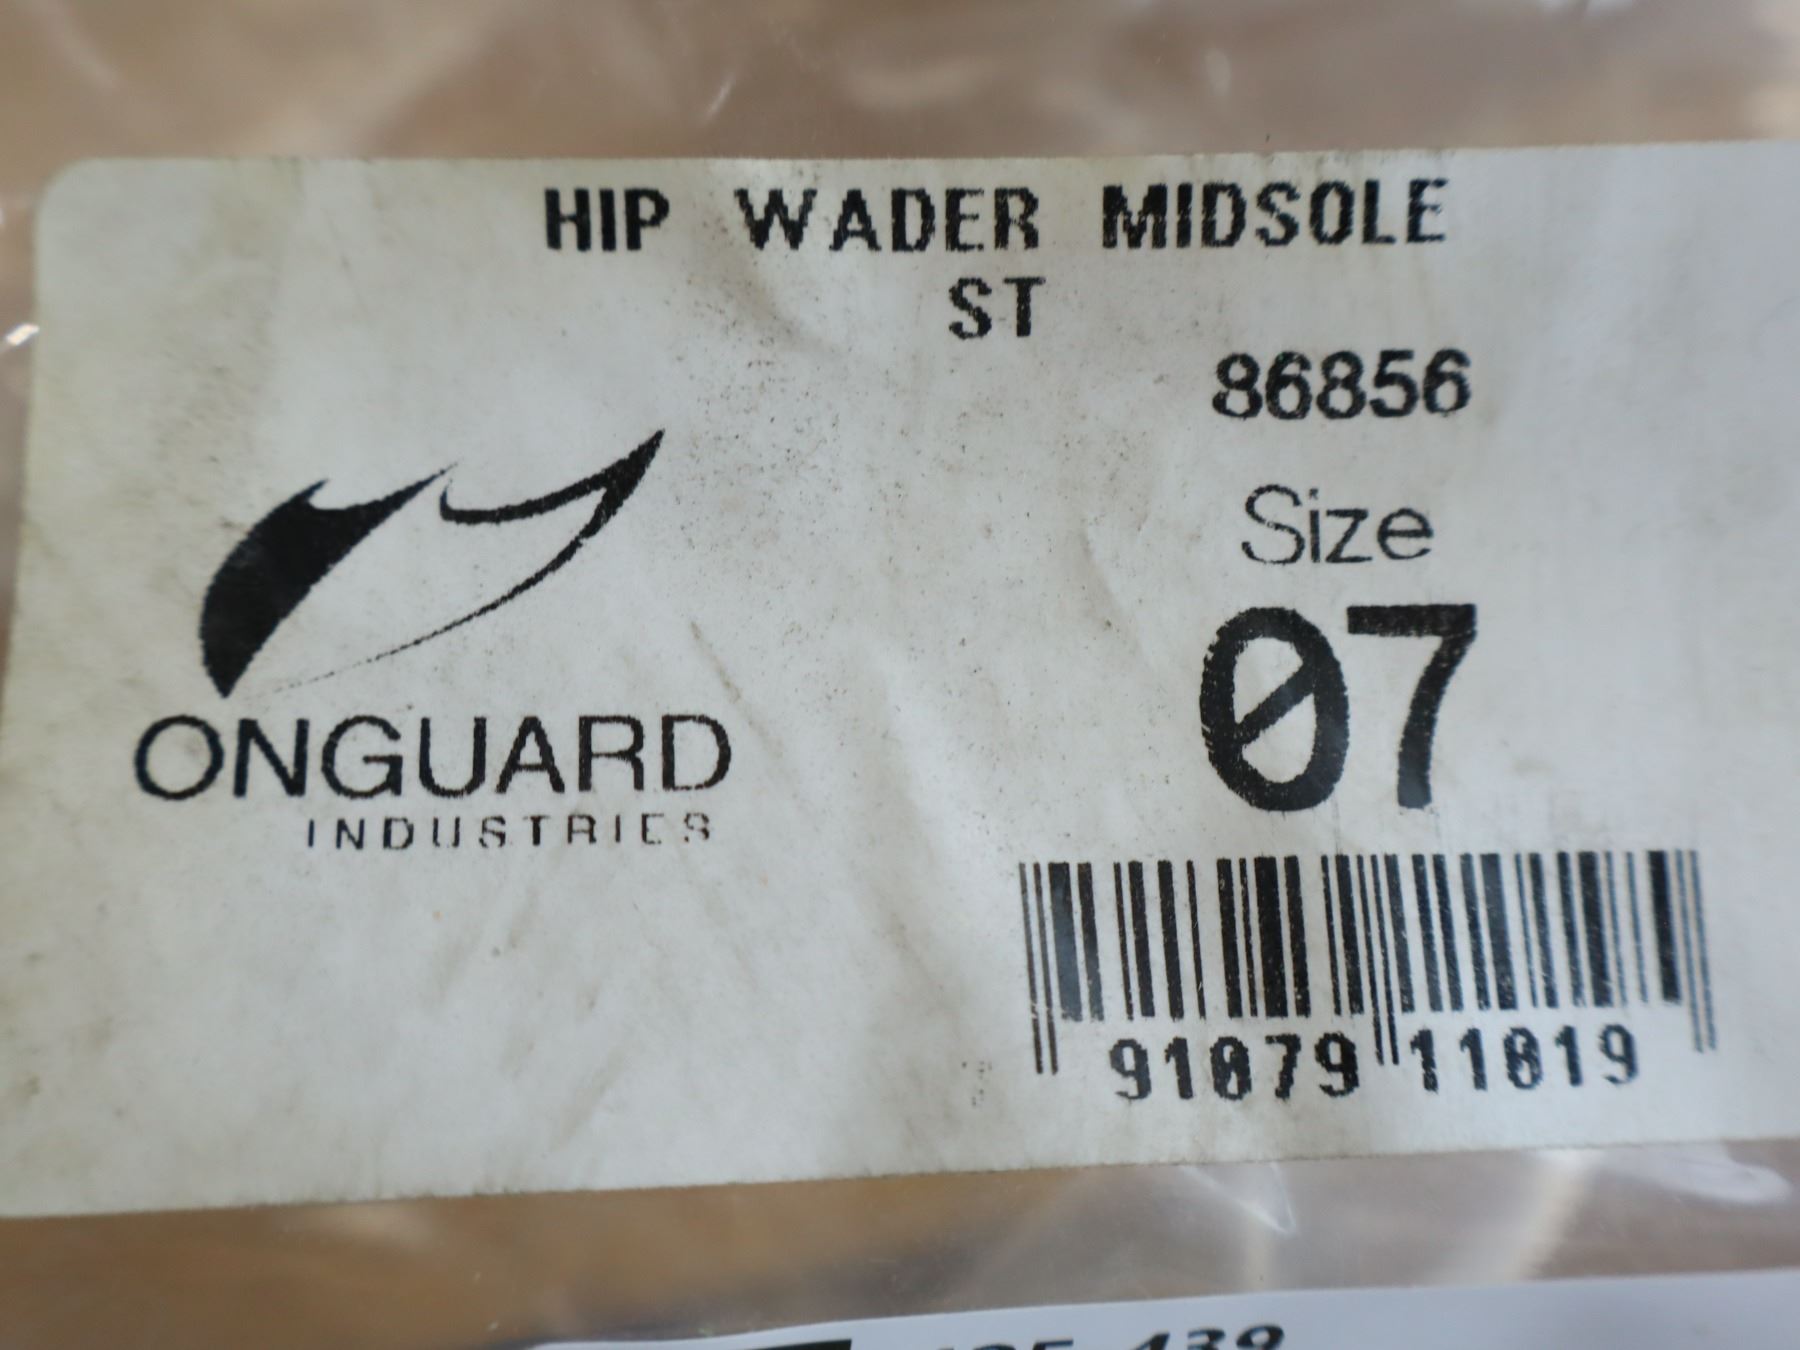 HIP WADER MIDSOLE
ST
86856
Size
07
ONGUARD
INDUSTRIES
91079 11019